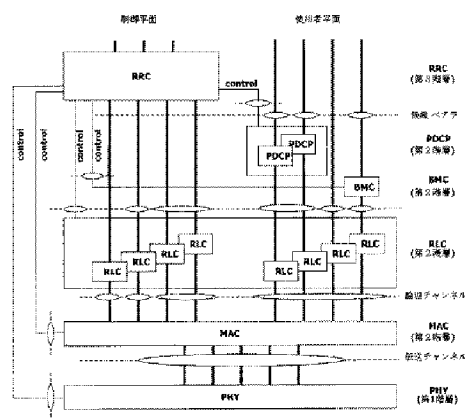 制御平面
使用者平面
RRC
control
RRC
(第3階層)
control
control
control
control
無線ベアラ
PDCP
PDCP
PDCP
(第2階層)
BMC
BMC
(第2階層)
RLC
RLC
RLC
RLC
RLC
RLC
RLC
RLC
RLC
(第2階層)
論理チャンネル
MAC
MAC
(第2階層)
伝送チャンネル
PHY
PHY
(第1階層)